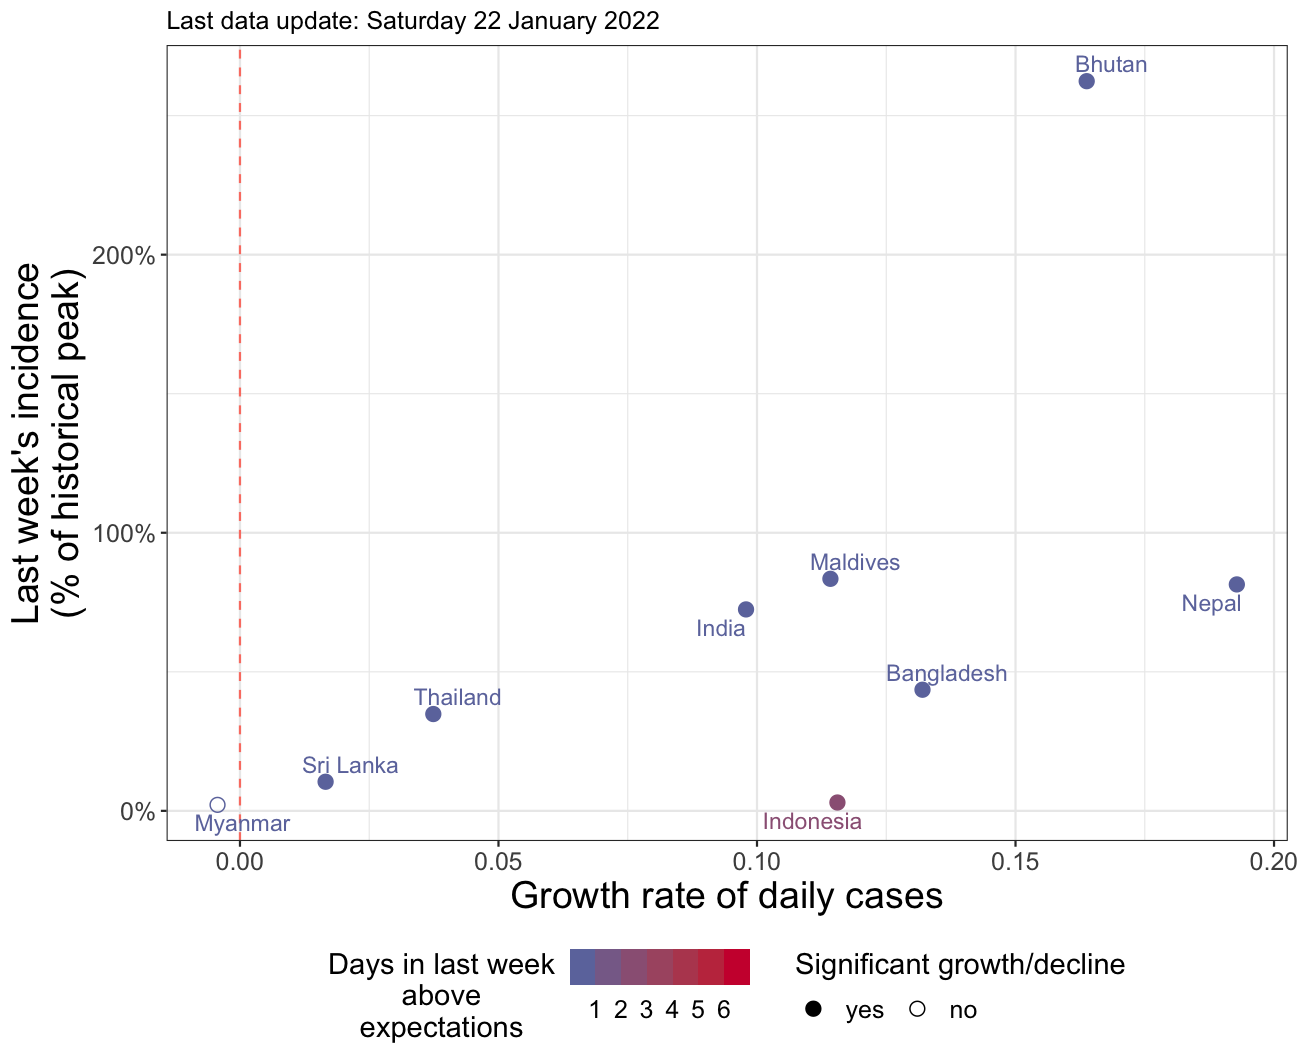 Last data update: Saturday 22 January 2022
Last week's incidence
(% of historical peak)
200%
100%
0%
Bhutan
Maldives
Nepal
India
Bangladesh
Thailand
Sri Lanka
Myanmar
Indonesia
0.00 0.05 0.10 0.15 0.20
Growth rate of daily cases
Days in last week
above
expectations
1 2 3 4 5 6
Significant growth/decline
yes no